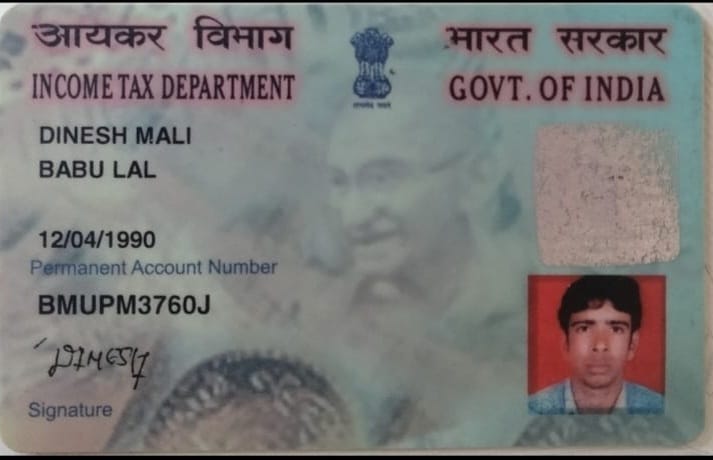 आयकर विभाग
भारत सरकार
INCOME TAX DEPARTMENT
GOVT. OF INDIA
DINESH MALI
BABU LAL
12/04/1990
Permanent Account Number
BMUPM3760J
Signature